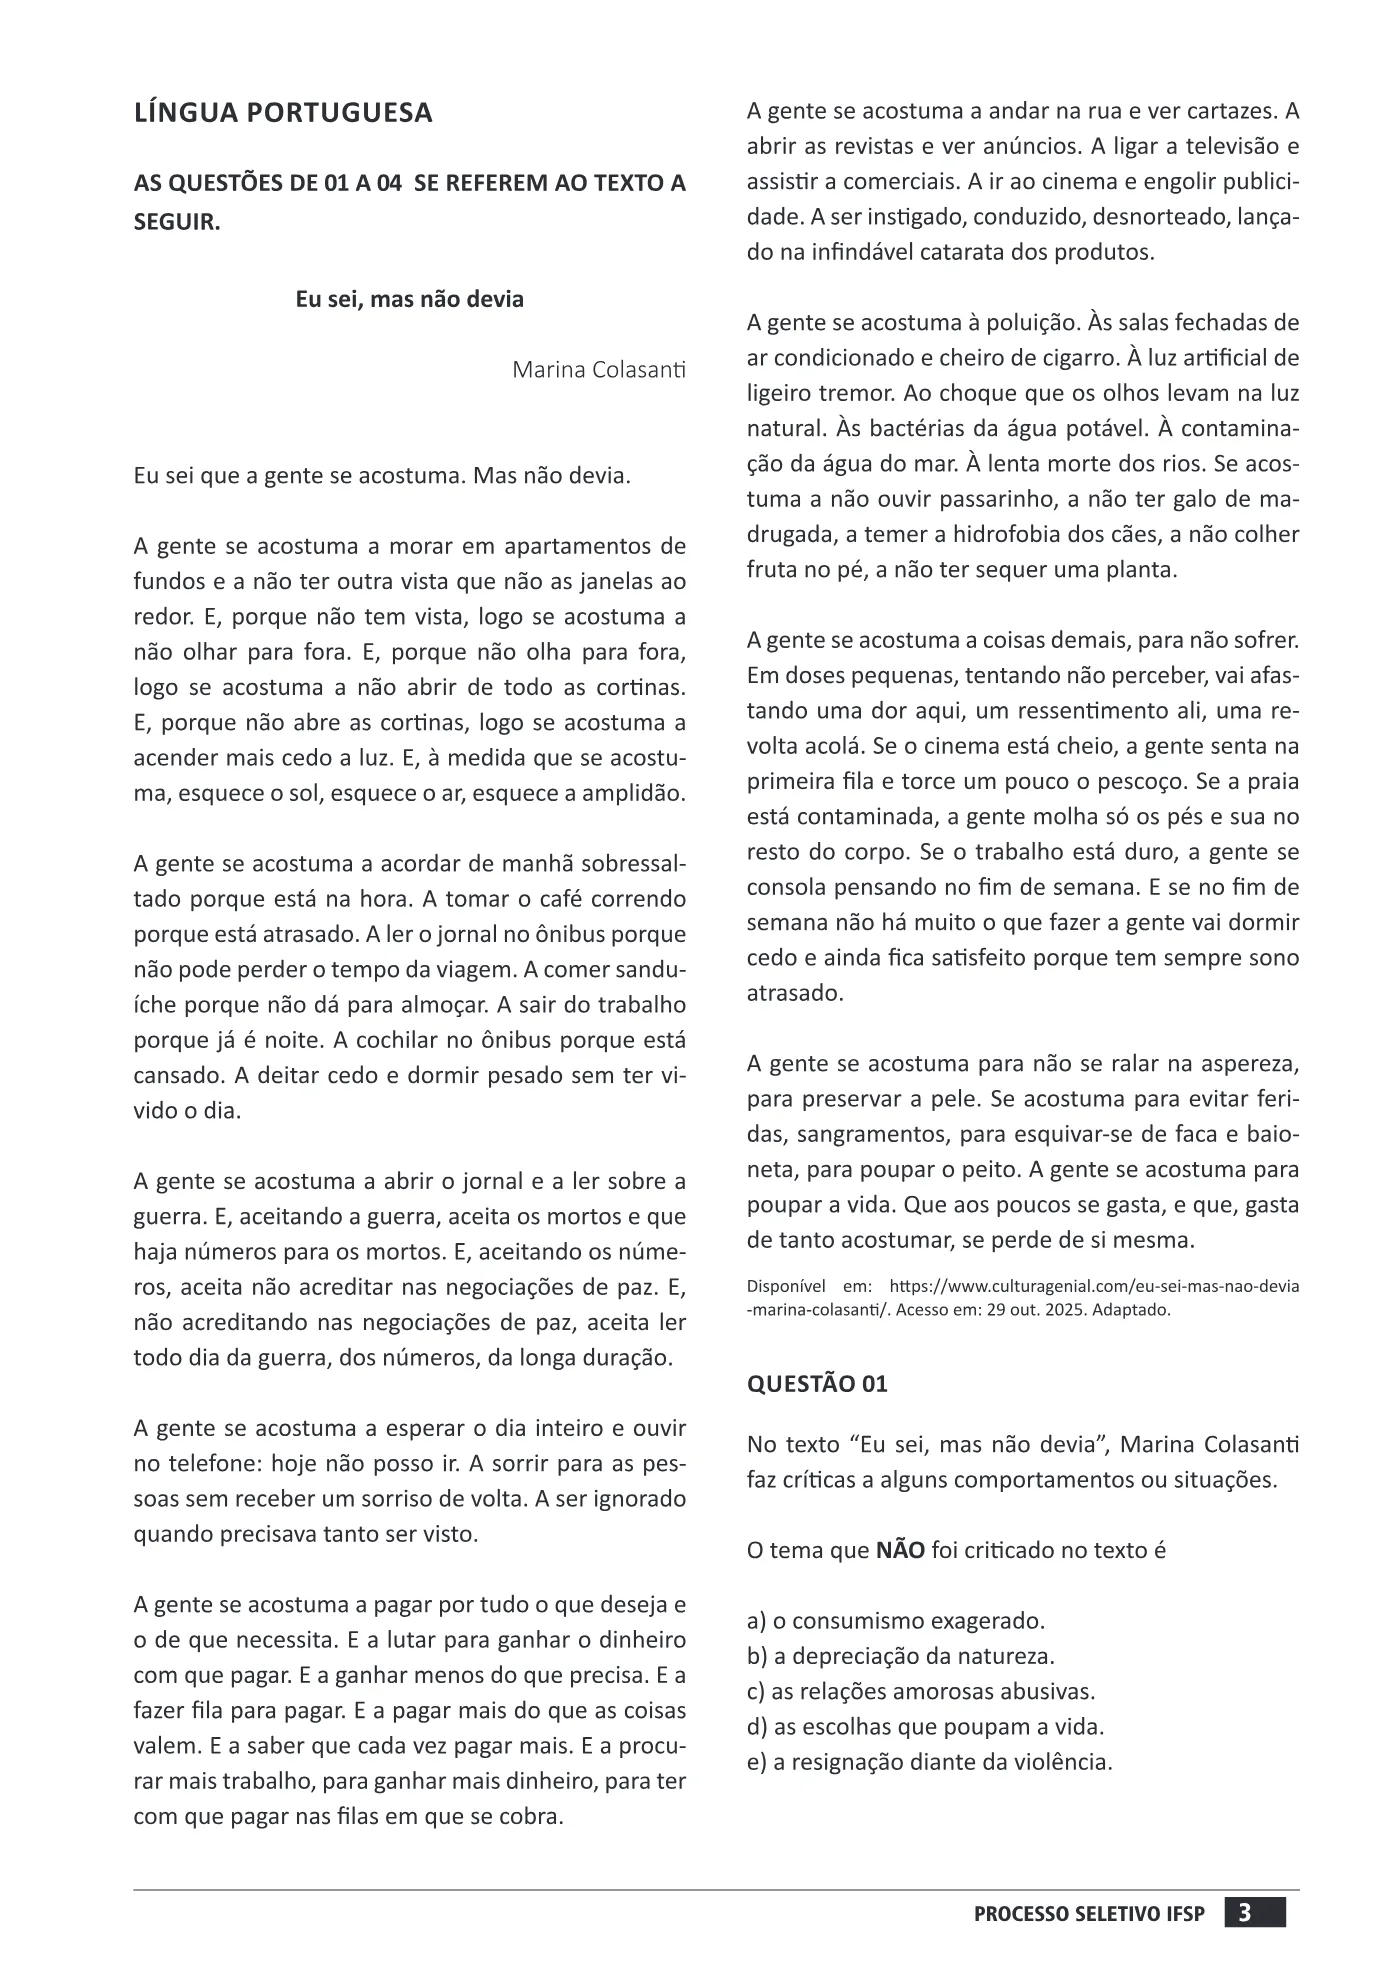 LÍNGUA PORTUGUESA
AS QUESTÕES DE 01 A 04 SE REFEREM AO TEXTO A
SEGUIR.
Eu sei, mas não devia
Marina Colasanti
Eu sei que a gente se acostuma. Mas não devia.
A gente se acostuma a morar em apartamentos de
fundos e a não ter outra vista que não as janelas ao
redor. E, porque não tem vista, logo se acostuma a
não olhar para fora. E, porque não olha para fora,
logo se acostuma a não abrir de todo as cortinas.
E, porque não abre as cortinas, logo se acostuma a
acender mais cedo a luz. E, à medida que se acostu-
ma, esquece o sol, esquece o ar, esquece a amplidão.
A gente se acostuma a acordar de manhã sobressal-
tado porque está na hora. A tomar o café correndo
porque está atrasado. A ler o jornal no ônibus porque
não pode perder o tempo da viagem. A comer sandu-
íche porque não dá para almoçar. A sair do trabalho
porque já é noite. A cochilar no ônibus porque está
cansado. A deitar cedo e dormir pesado sem ter vi-
vido o dia.
A gente se acostuma a abrir o jornal e a ler sobre a
guerra. E, aceitando a guerra, aceita os mortos e que
haja números para os mortos. E, aceitando os núme-
ros, aceita não acreditar nas negociações de paz. E,
não acreditando nas negociações de paz, aceita ler
todo dia da guerra, dos números, da longa duração.
A gente se acostuma a esperar o dia inteiro e ouvir
no telefone: hoje não posso ir. A sorrir para as pes-
soas sem receber um sorriso de volta. A ser ignorado
quando precisava tanto ser visto.
A gente se acostuma a pagar por tudo o que deseja e
o de que necessita. E a lutar para ganhar o dinheiro
com que pagar. E a ganhar menos do que precisa. E a
fazer fila para pagar. E a pagar mais do que as coisas
valem. E a saber que cada vez pagar mais. E a procu-
rar mais trabalho, para ganhar mais dinheiro, para ter
com que pagar nas filas em que se cobra.
A gente se acostuma a andar na rua e ver cartazes. A
abrir as revistas e ver anúncios. A ligar a televisão e
assistir a comerciais. A ir ao cinema e engolir publici-
dade. A ser instigado, conduzido, desnorteado, lança-
do na infindável catarata dos produtos.
A gente se acostuma à poluição. Às salas fechadas de
ar condicionado e cheiro de cigarro. À luz artificial de
ligeiro tremor. Ao choque que os olhos levam na luz
natural. Às bactérias da água potável. À contamina-
ção da água do mar. À lenta morte dos rios. Se acos-
tuma a não ouvir passarinho, a não ter galo de ma-
drugada, a temer a hidrofobia dos cães, a não colher
fruta no pé, a não ter sequer uma planta.
A gente se acostuma a coisas demais, para não sofrer.
Em doses pequenas, tentando não perceber, vai afas-
tando uma dor aqui, um ressentimento ali, uma re-
volta acolá. Se o cinema está cheio, a gente senta na
primeira fila e torce um pouco o pescoço. Se a praia
está contaminada, a gente molha só os pés e sua no
resto do corpo. Se o trabalho está duro, a gente se
consola pensando no fim de semana. E se no fim de
semana não há muito o que fazer a gente vai dormir
cedo e ainda fica satisfeito porque tem sempre sono
atrasado.
A gente se acostuma para não se ralar na aspereza,
para preservar a pele. Se acostuma para evitar feri-
das, sangramentos, para esquivar-se de faca e baio-
neta, para poupar o peito. A gente se acostuma para
poupar a vida. Que aos poucos se gasta, e que, gasta
de tanto acostumar, se perde de si mesma.
Disponível em: https://www.culturagenial.com/eu-sei-mas-nao-devia
-marina-colasanti/. Acesso em: 29 out. 2025. Adaptado.
QUESTÃO 01
No texto “Eu sei, mas não devia”, Marina Colasanti
faz críticas a alguns comportamentos ou situações.
O tema que NÃO foi criticado no texto é
a) o consumismo exagerado.
b) a depreciação da natureza.
c) as relações amorosas abusivas.
d) as escolhas que poupam a vida.
e) a resignação diante da violência.
PROCESSO SELETIVO IFSP 3